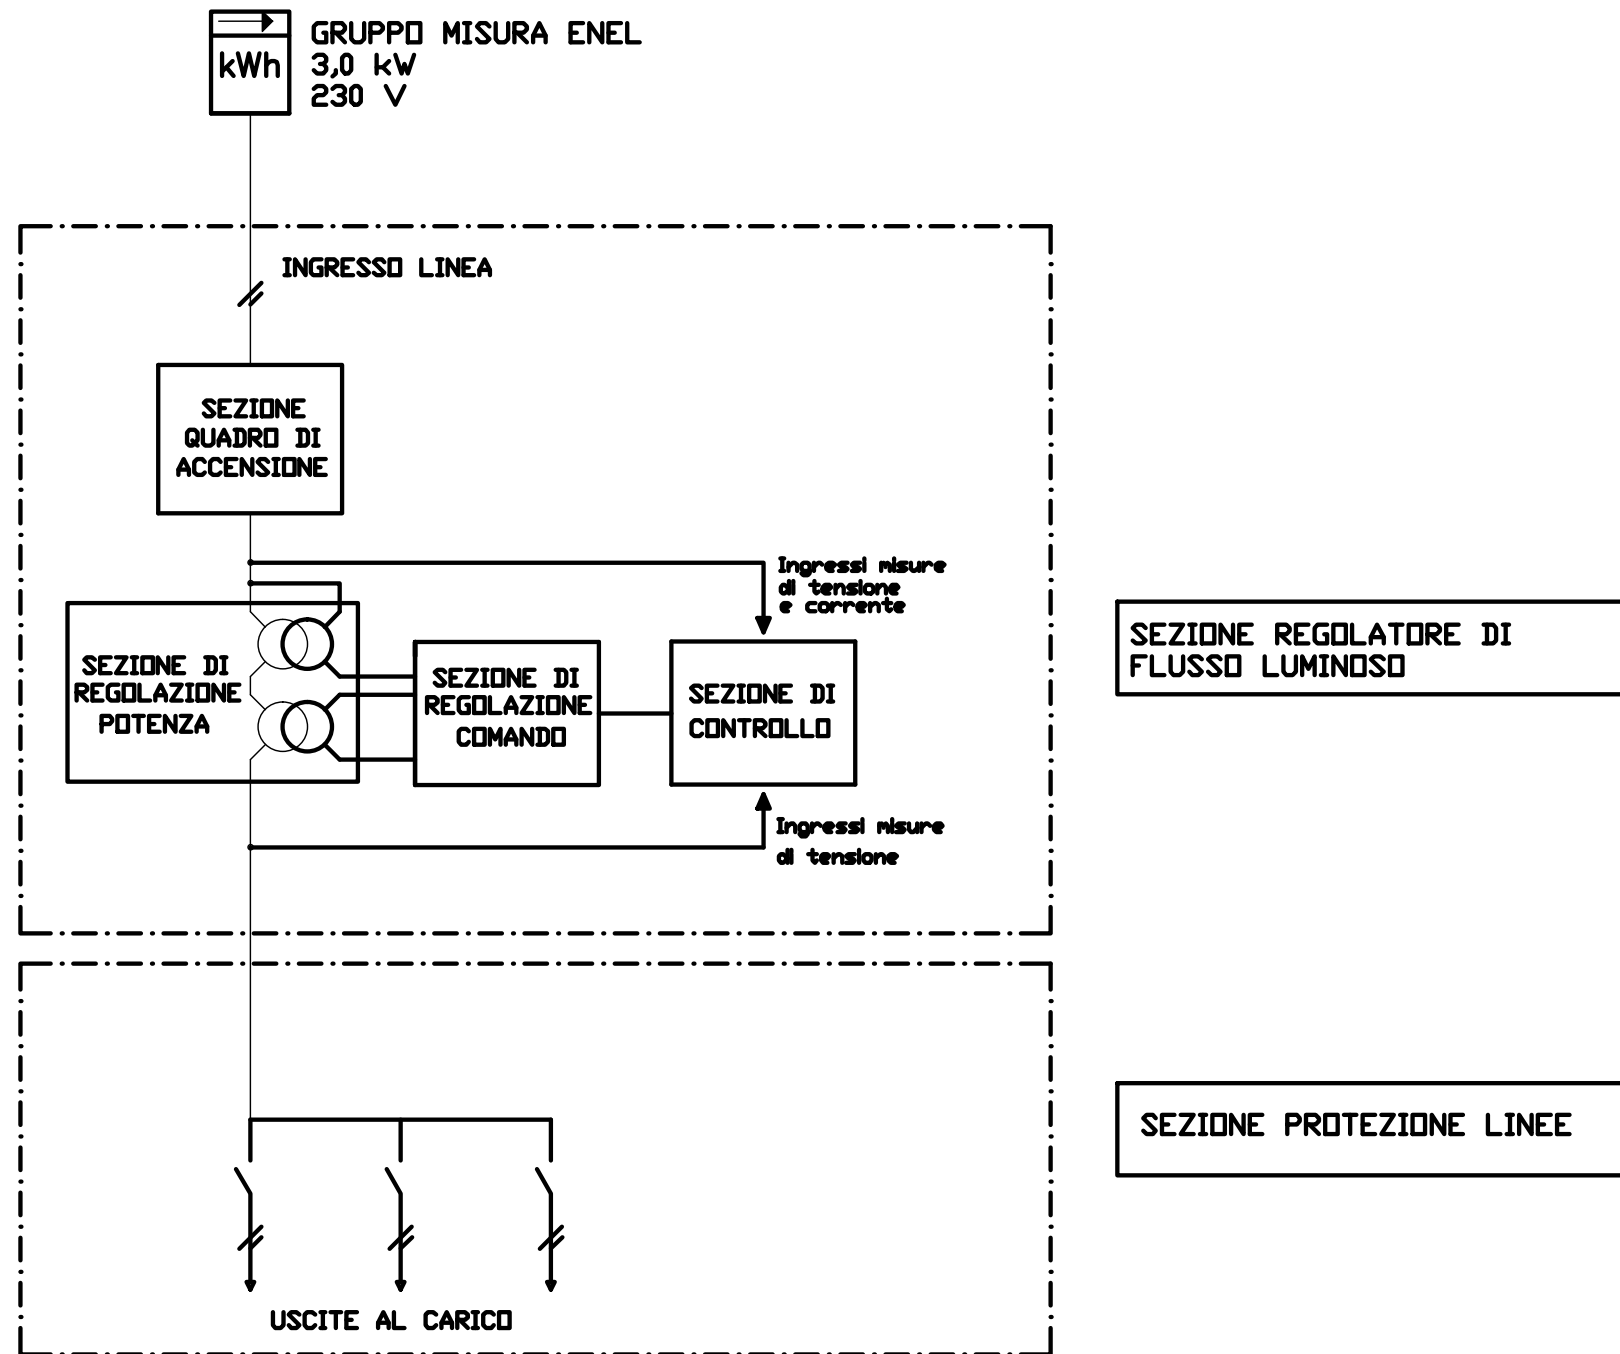 kWh
GRUPPO MISURA ENEL
3,0 kW
230 V
INGRESSO LINEA
SEZIONE
QUADRO DI
ACCENSIONE
Ingressi misure
di tensione
e corrente
SEZIONE DI
REGOLAZIONE
POTENZA
SEZIONE DI
REGOLAZIONE
COMANDO
SEZIONE DI
CONTROLLO
SEZIONE REGOLATORE DI
FLUSSO LUMINOSO
Ingressi misure
di tensione
SEZIONE PROTEZIONE LINEE
USCITE AL CARICO